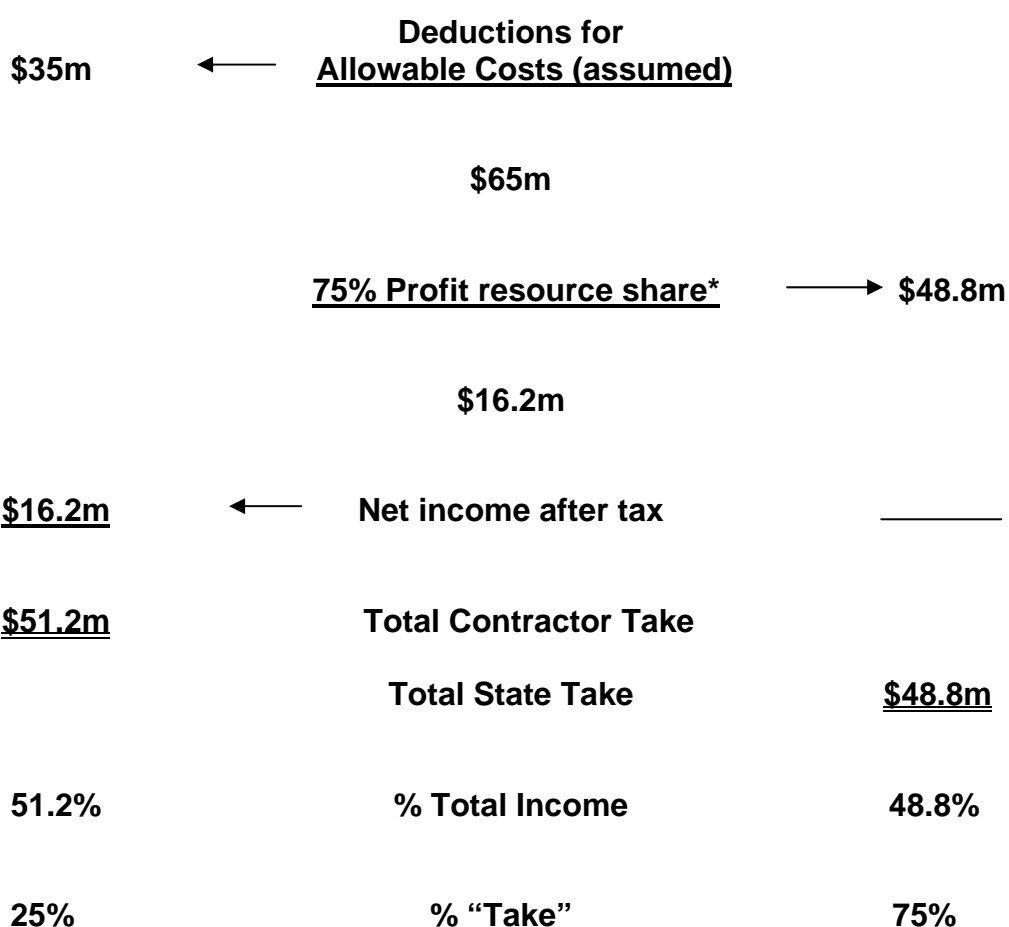 Deductions for
$35m Allowable Costs (assumed)
$65m
75% Profit resource share* $48.8m
$16.2m
$16.2m Net income after tax
$51.2m Total Contractor Take
Total State Take $48.8m
51.2% % Total Income 48.8%
25% % “Take” 75%